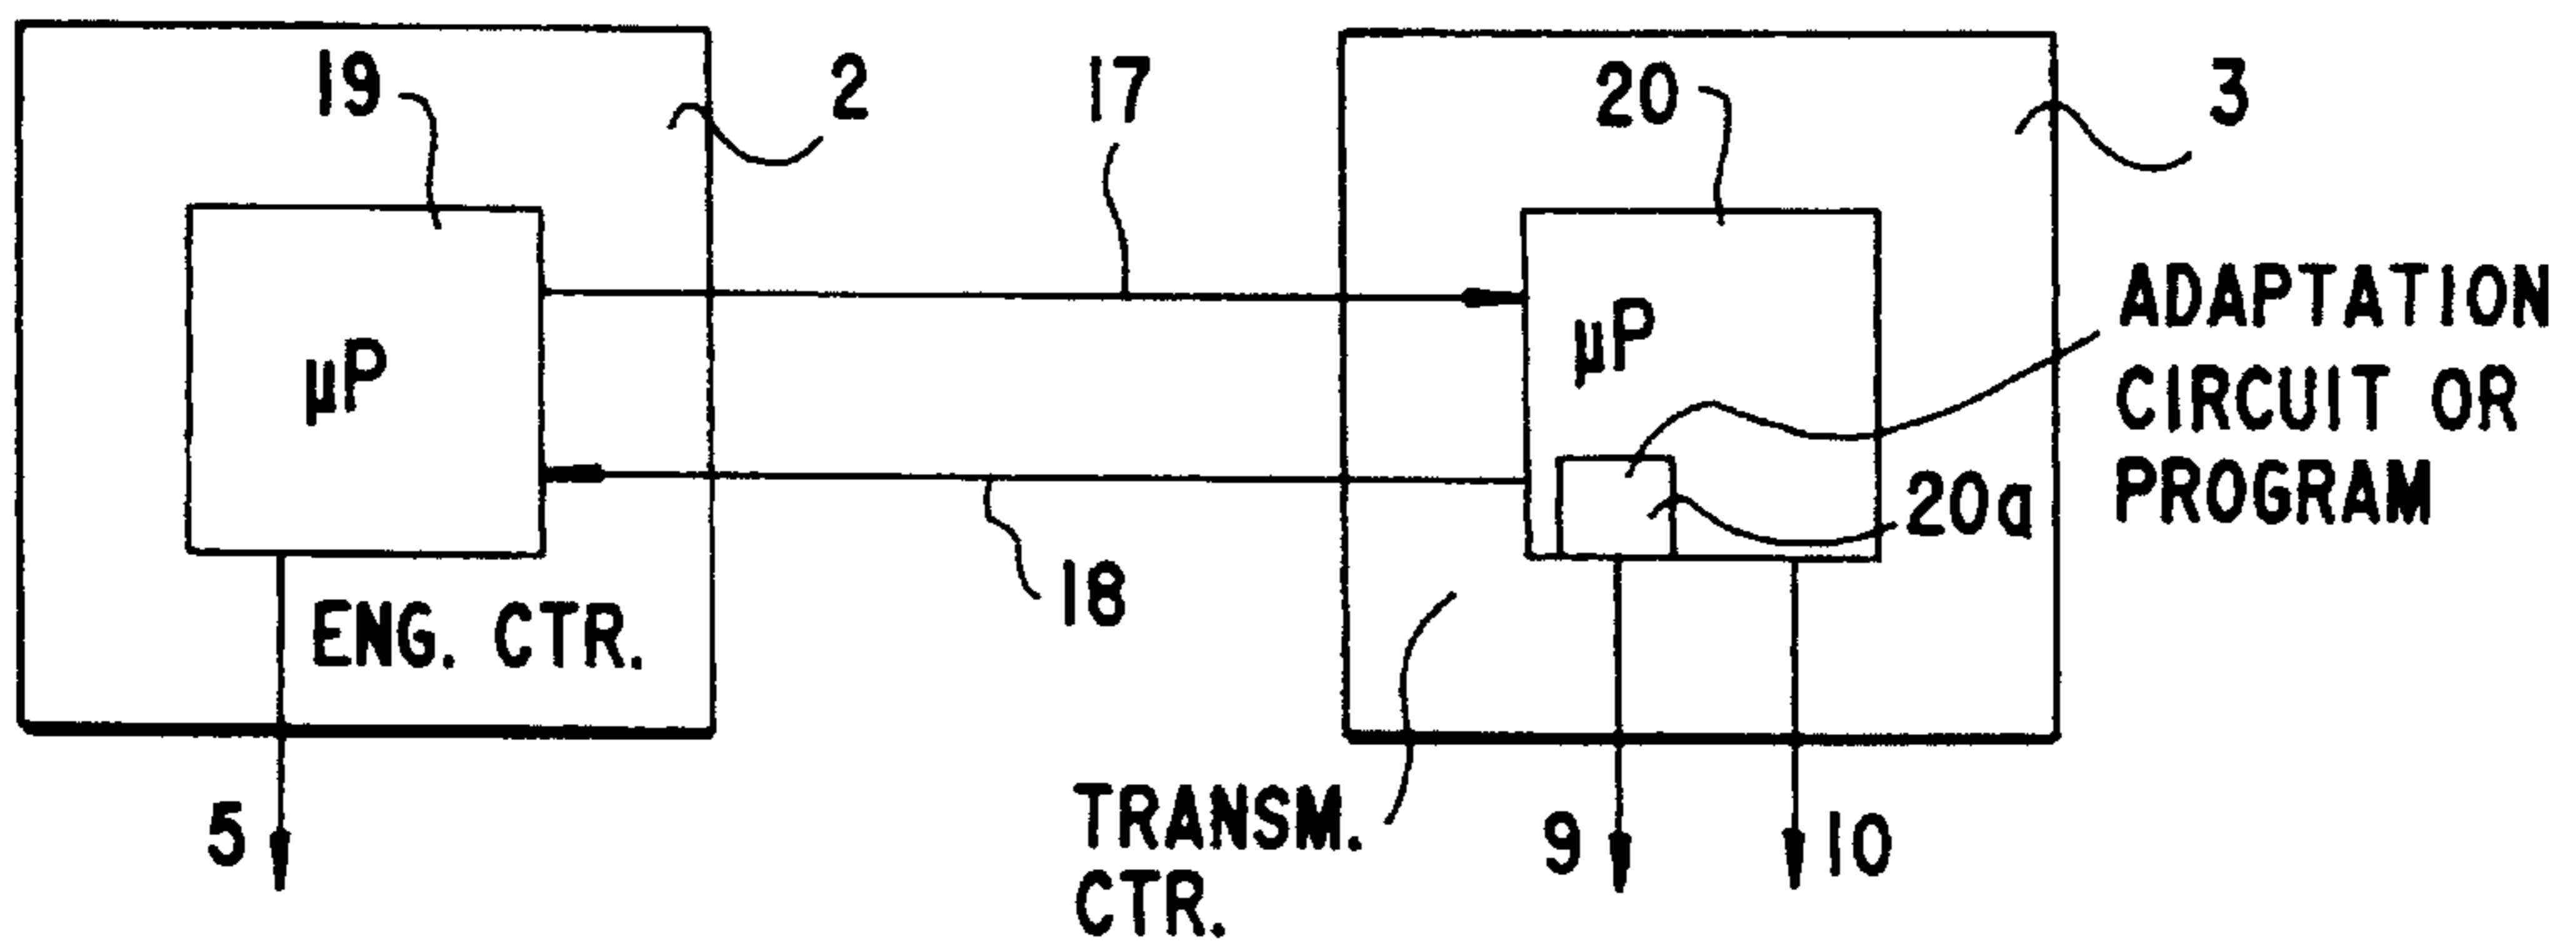 19
2
17
20
3
µP
µP
ADAPTATION
CIRCUIT OR
PROGRAM
20a
18
ENG. CTR.
5
TRANSM.
CTR.
9
10